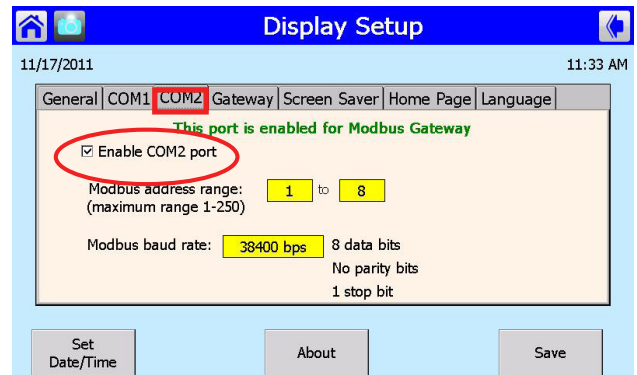 Display Setup
11/17/2011 11:33 AM
General COM1 COM2 Gateway Screen Saver Home Page Language
This port is enabled for Modbus Gateway
Enable COM2 port
Modbus address range: 1 to 8
(maximum range 1-250)
Modbus baud rate: 38400 bps 8 data bits
No parity bits
1 stop bit
Set
Date/Time
About
Save